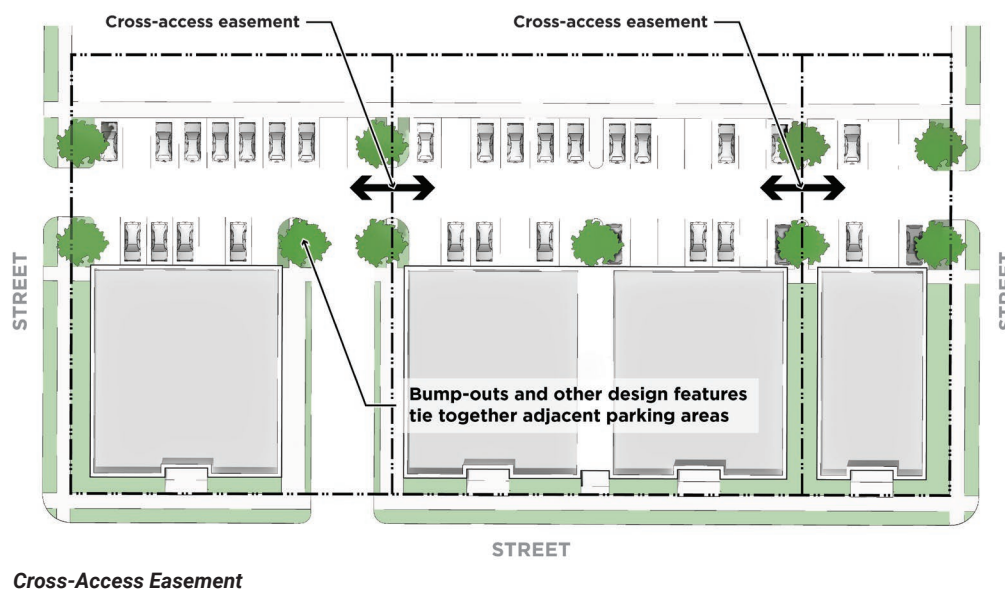 Cross-access easement
Cross-access easement
STREET
STREET
Bump-outs and other design features
tie together adjacent parking areas
STREET
Cross-Access Easement